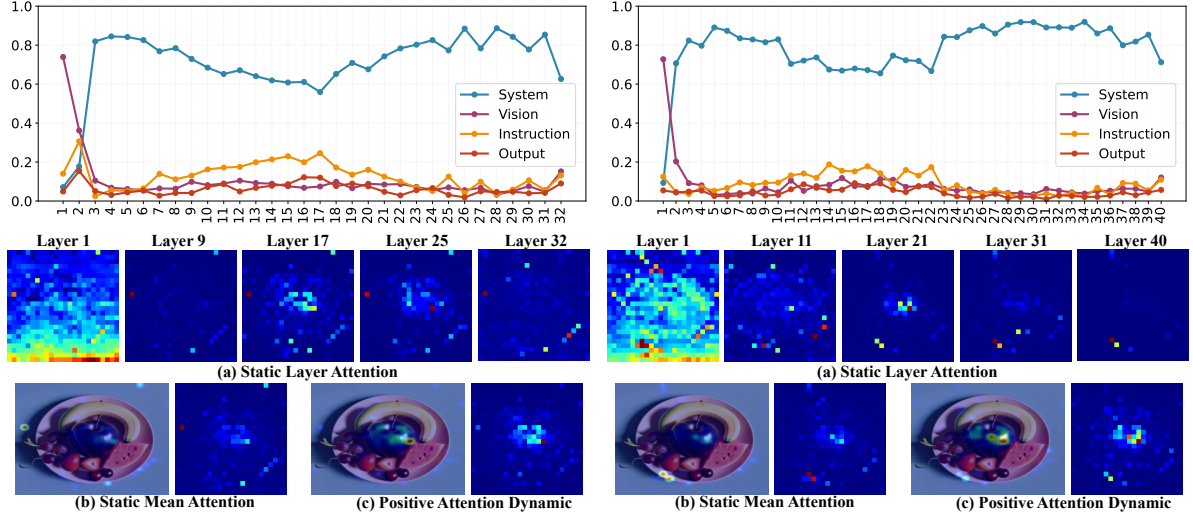 1.0
0.8
0.6
0.4
0.2
0.0
System
Vision
Instruction
Output
1 2 3 4 5 6 7 8 9 10 11 12 13 14 15 16 17 18 19 20 21 22 23 24 25 26 27 28 29 30 31 32
Layer 1 Layer 9 Layer 17 Layer 25 Layer 32
(a) Static Layer Attention
(b) Static Mean Attention (c) Positive Attention Dynamic
1.0
0.8
0.6
0.4
0.2
0.0
System
Vision
Instruction
Output
1 2 3 4 5 6 7 8 9 10 11 12 13 14 15 16 17 18 19 20 21 22 23 24 25 26 27 28 29 30 31 32 33 34 35 36 37 38 39 40
Layer 1 Layer 11 Layer 21 Layer 31 Layer 40
(a) Static Layer Attention
(b) Static Mean Attention (c) Positive Attention Dynamic